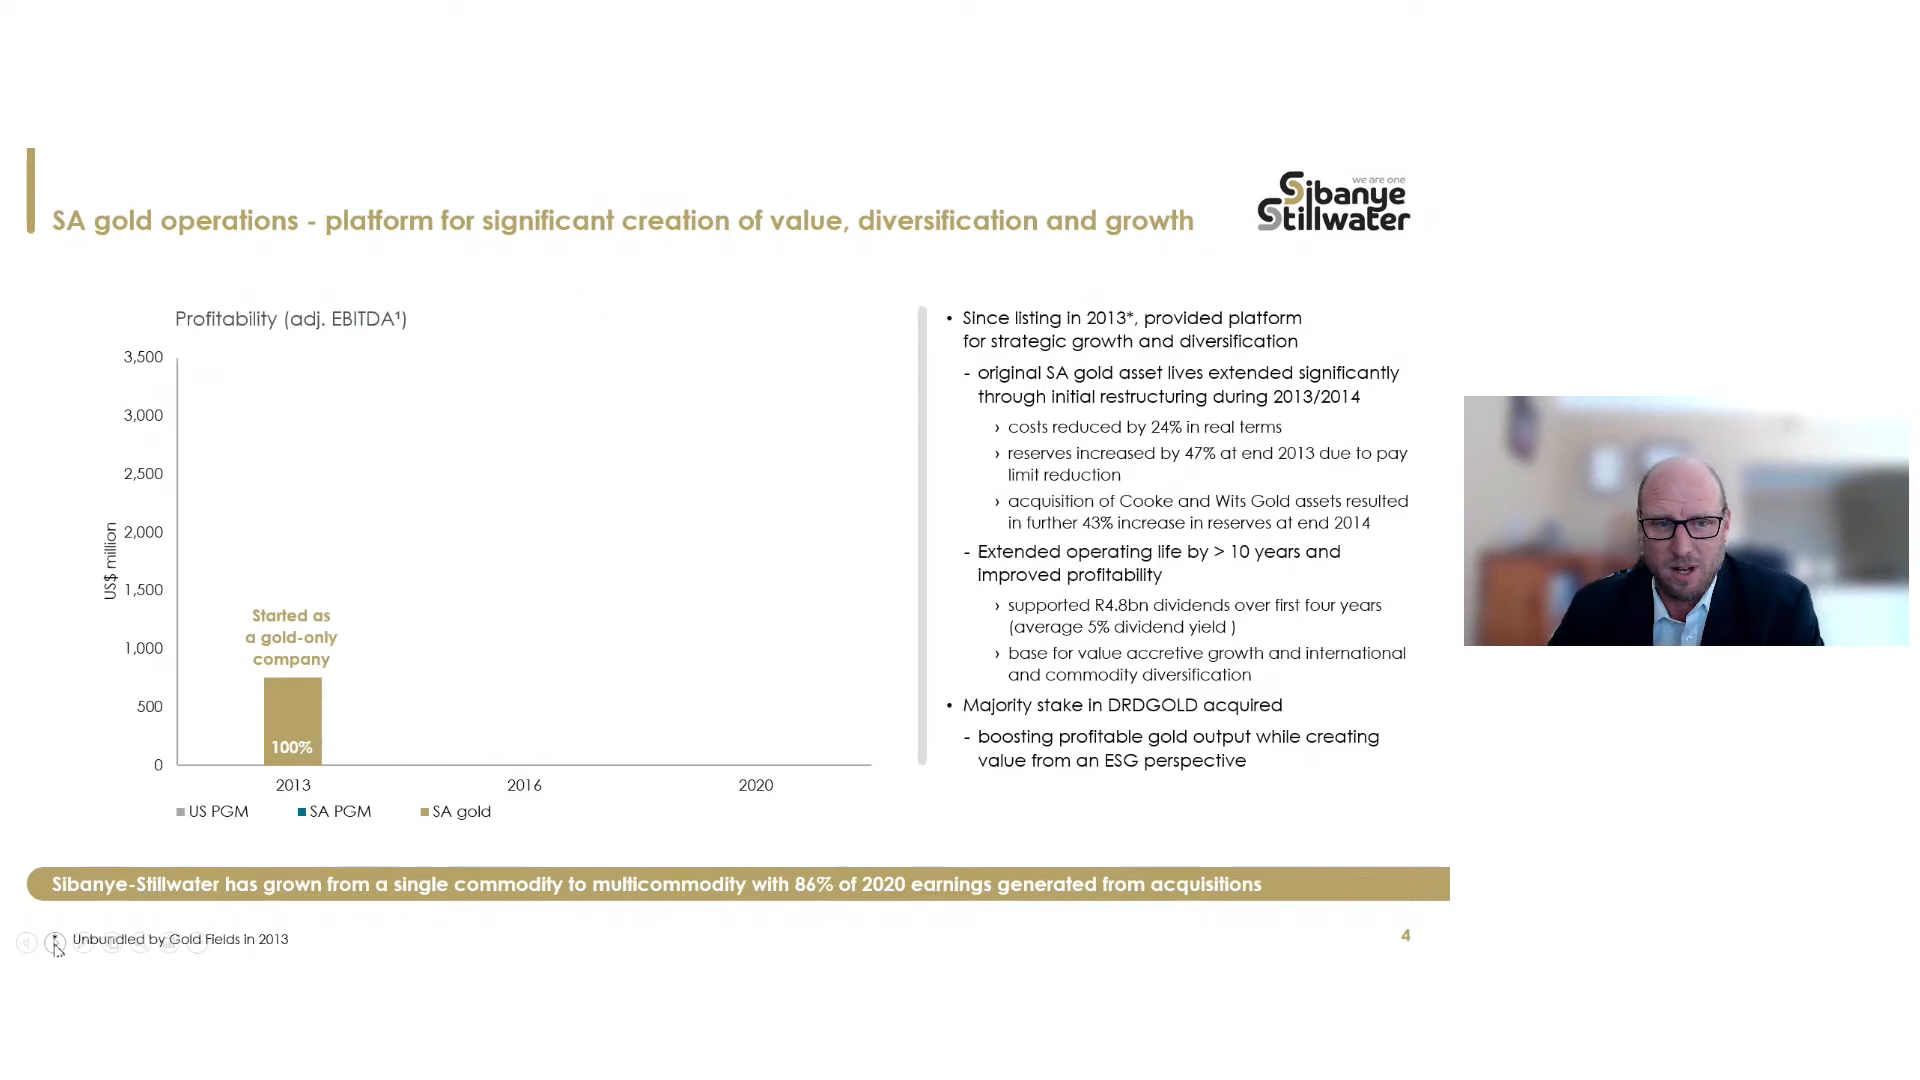 we are one
Sibanye
Stillwater
SA gold operations - platform for significant creation of value, diversification and growth
Profitability (adj. EBITDA¹)
3,500
3,000
2,500
2,000
1,500
1,000
500
0
US$ million
Started as
a gold-only
company
100%
2013
2016
2020
US PGM
SA PGM
SA gold
• Since listing in 2013*, provided platform
for strategic growth and diversification
- original SA gold asset lives extended significantly
through initial restructuring during 2013/2014
› costs reduced by 24% in real terms
› reserves increased by 47% at end 2013 due to pay
limit reduction
› acquisition of Cooke and Wits Gold assets resulted
in further 43% increase in reserves at end 2014
- Extended operating life by > 10 years and
improved profitability
› supported R4.8bn dividends over first four years
(average 5% dividend yield )
› base for value accretive growth and international
and commodity diversification
• Majority stake in DRDGOLD acquired
- boosting profitable gold output while creating
value from an ESG perspective
Sibanye-Stillwater has grown from a single commodity to multicommodity with 86% of 2020 earnings generated from acquisitions
* Unbundled by Gold Fields in 2013
4